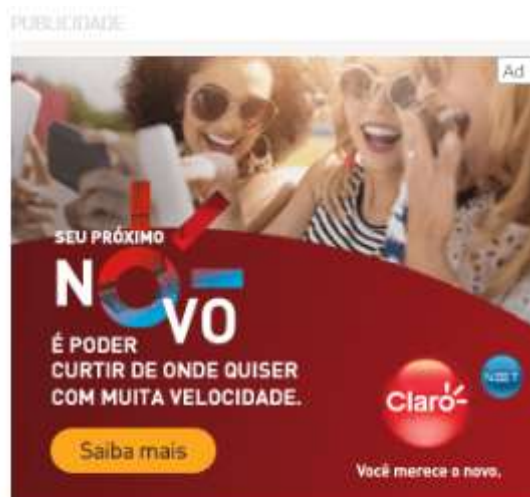 PUBLICIDADE
Ad
SEU PRÓXIMO
NOVO
É PODER
CURTIR DE ONDE QUISER
COM MUITA VELOCIDADE.
Saiba mais
Claro
NET
Você merece o novo.